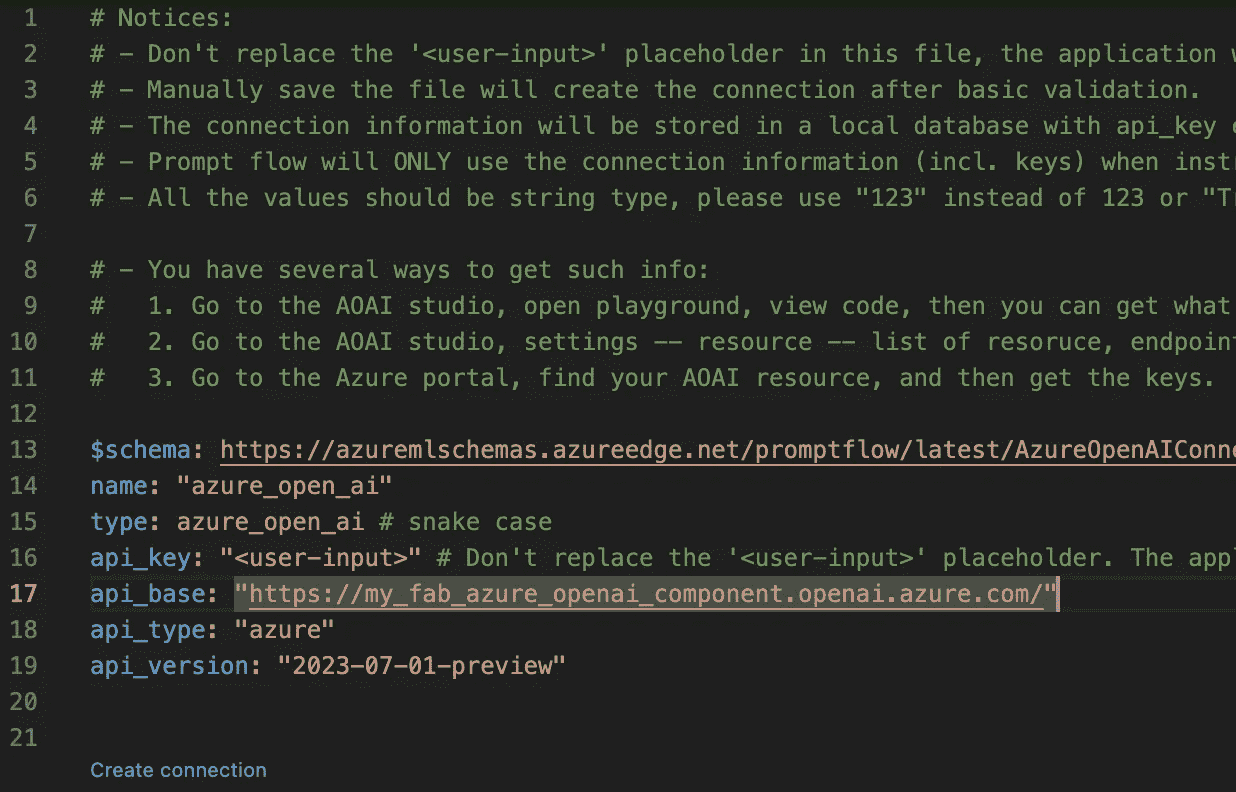 1 # Notices:
2 # - Don't replace the '<user-input>' placeholder in this file, the application
3 # - Manually save the file will create the connection after basic validation.
4 # - The connection information will be stored in a local database with api_key
5 # - Prompt flow will ONLY use the connection information (incl. keys) when
6 # - All the values should be string type, please use "123" instead of 123 or
7
8 # - You have several ways to get such info:
9 #   1. Go to the AOAI studio, open playground, view code, then you can get what
10 #   2. Go to the AOAI studio, settings -- resource -- list of resoruce,
11 #   3. Go to the Azure portal, find your AOAI resource, and then get the keys.
12
13 $schema: https://azuremlschemas.azureedge.net/promptflow/latest/AzureOpenAIConne
14 name: "azure_open_ai"
15 type: azure_open_ai # snake case
16 api_key: "<user-input>" # Don't replace the '<user-input>' placeholder. The
17 api_base: "https://my_fab_azure_openai_component.openai.azure.com/"
18 api_type: "azure"
19 api_version: "2023-07-01-preview"
20
21
Create connection